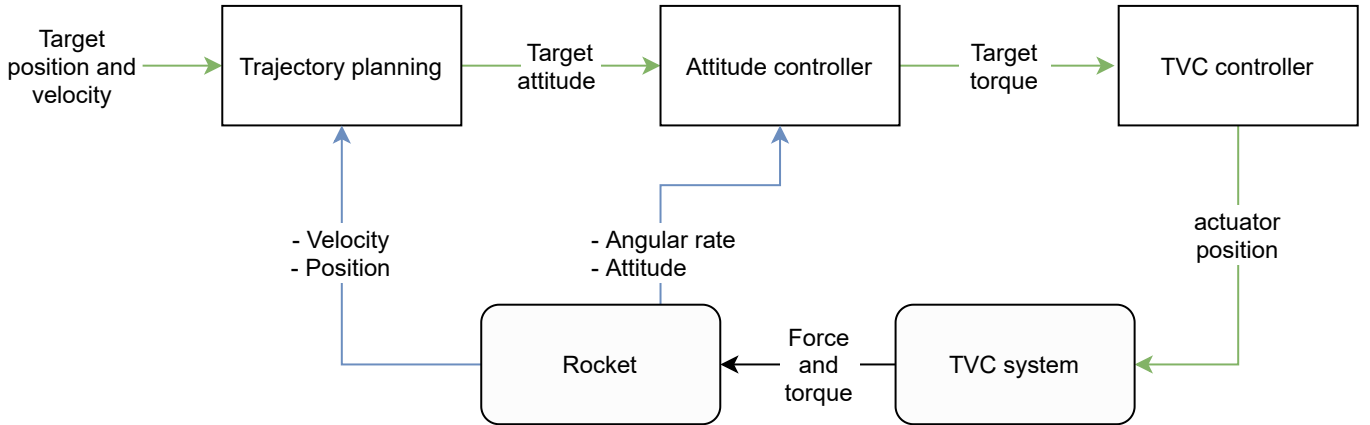 Target
position and
velocity
Trajectory planning
Target
attitude
Attitude controller
Target
torque
TVC controller
- Velocity
- Position
- Angular rate
- Attitude
actuator
position
Rocket
Force
and
torque
TVC system